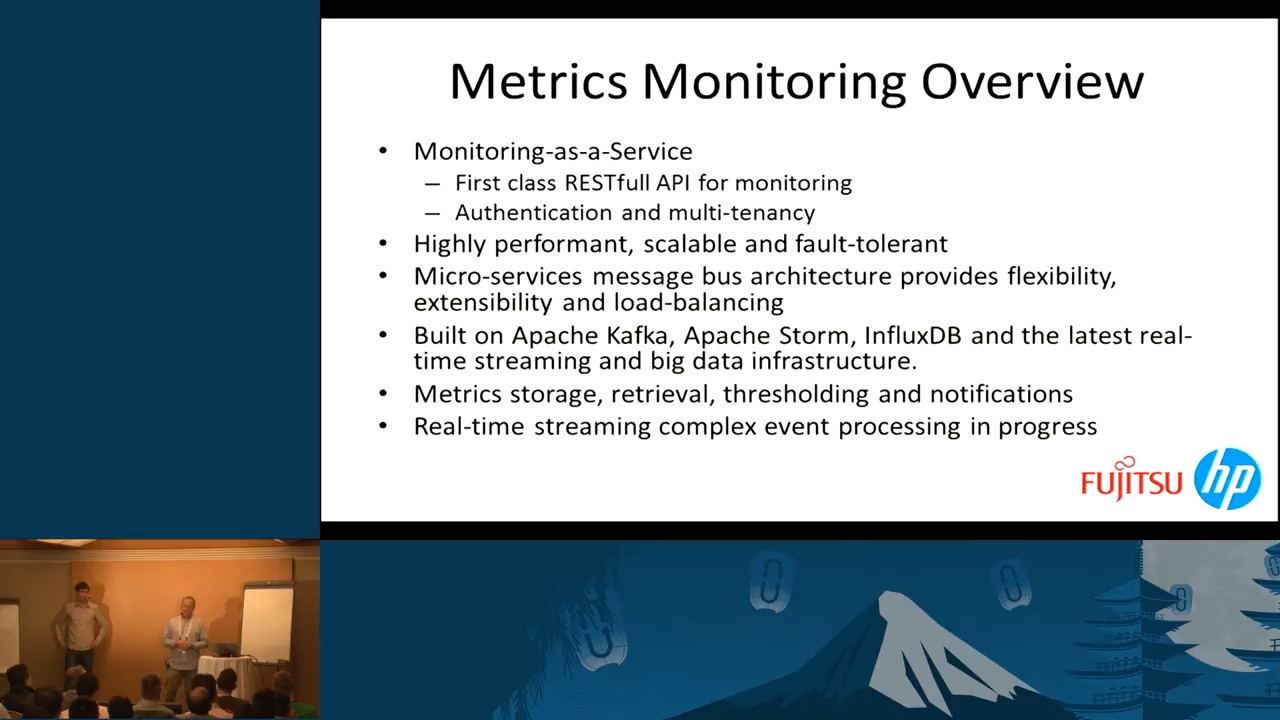 Metrics Monitoring Overview
• Monitoring-as-a-Service
– First class RESTfull API for monitoring
– Authentication and multi-tenancy
• Highly performant, scalable and fault-tolerant
• Micro-services message bus architecture provides flexibility,
extensibility and load-balancing
• Built on Apache Kafka, Apache Storm, InfluxDB and the latest real-
time streaming and big data infrastructure.
• Metrics storage, retrieval, thresholding and notifications
• Real-time streaming complex event processing in progress
FUJITSU hp